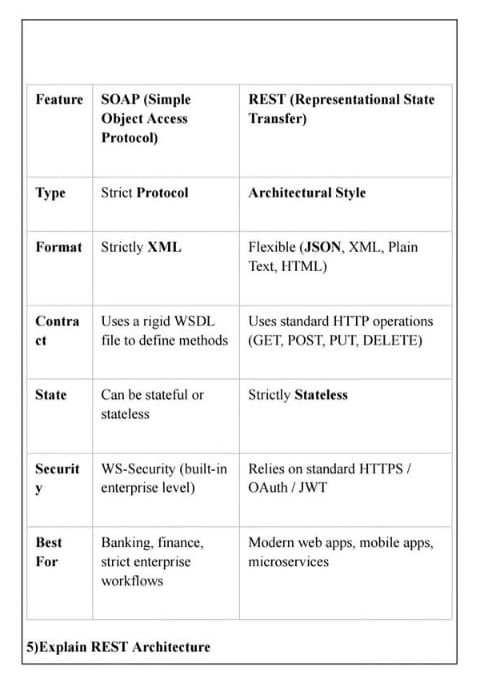 Feature SOAP (Simple REST (Representational State
Object Access Transfer)
Protocol)
Type Strict Protocol Architectural Style
Format Strictly XML Flexible (JSON, XML, Plain
Text, HTML)
Contra Uses a rigid WSDL Uses standard HTTP operations
ct file to define methods (GET, POST, PUT, DELETE)
State Can be stateful or Strictly Stateless
stateless
Securit WS-Security (built-in Relies on standard HTTPS /
y enterprise level) OAuth / JWT
Best Banking, finance, Modern web apps, mobile apps,
For strict enterprise microservices
workflows
5)Explain REST Architecture